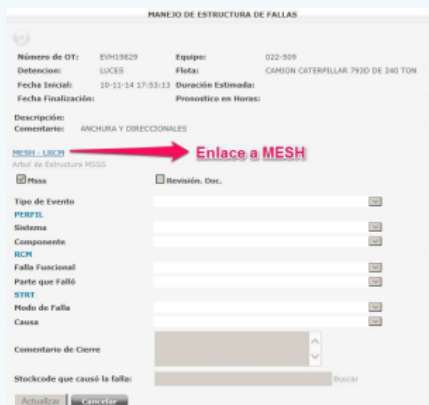 MANEJO DE ESTRUCTURA DE FALLAS
Número de OT: EVH19829 Equipo: 022-509
Detencion: LUCES Flota: CAMION CATERPILLAR 793D DE 240 TON
Fecha Inicial: 10-11-14 17:53:13 Duración Estimada:
Fecha Finalización: Pronostico en Horas:
Descripción:
Comentario: ANCHURA Y DIRECCIONALES
MESH - LRCM Enlace a MESH
Arbol de Estructura MSSS
Msss Revisión. Doc.
Tipo de Evento
PERFIL
Sistema
Componente
RCM
Falla Funcional
Parte que Falló
STRT
Modo de Falla
Causa
Comentario de Cierre
Stockcode que causó la falla: Buscar
Actualizar Cancelar